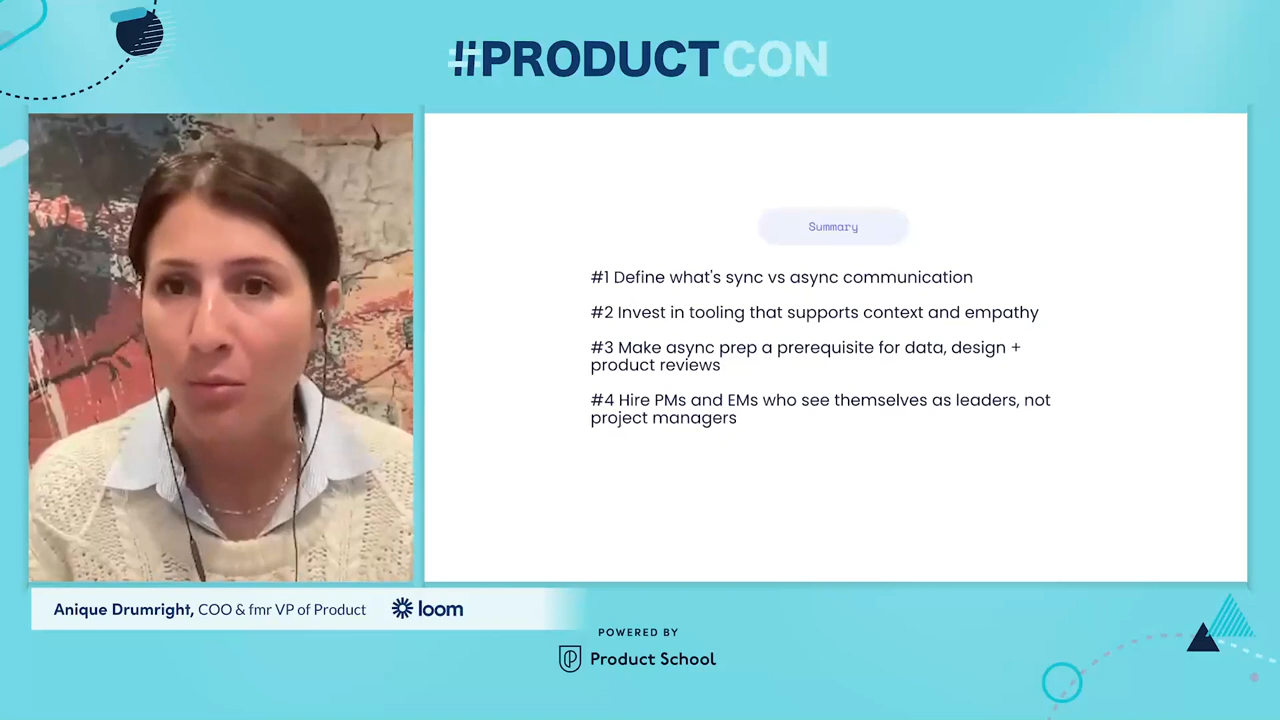 #PRODUCTCON
Summary
#1 Define what's sync vs async communication
#2 Invest in tooling that supports context and empathy
#3 Make async prep a prerequisite for data, design +
product reviews
#4 Hire PMs and EMs who see themselves as leaders, not
project managers
Anique Drumright, COO & fmr VP of Product loom
POWERED BY
Product School